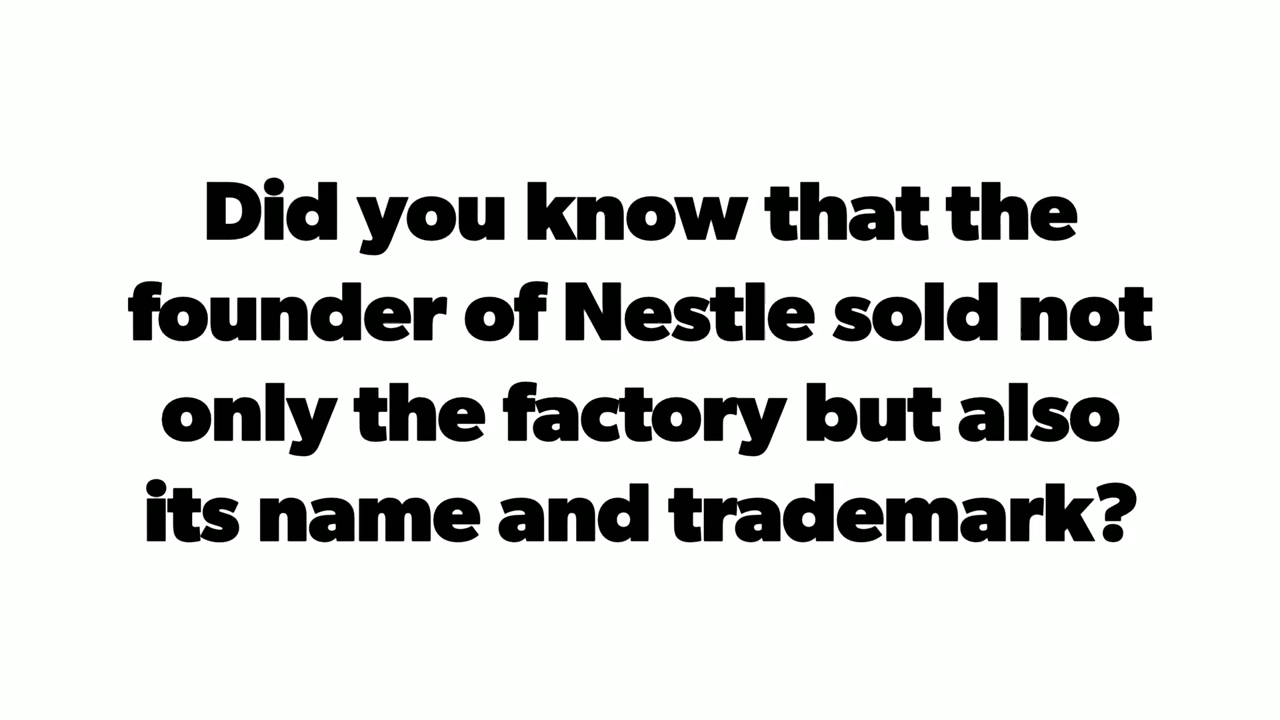 Did you know that the
founder of Nestle sold not
only the factory but also
its name and trademark?